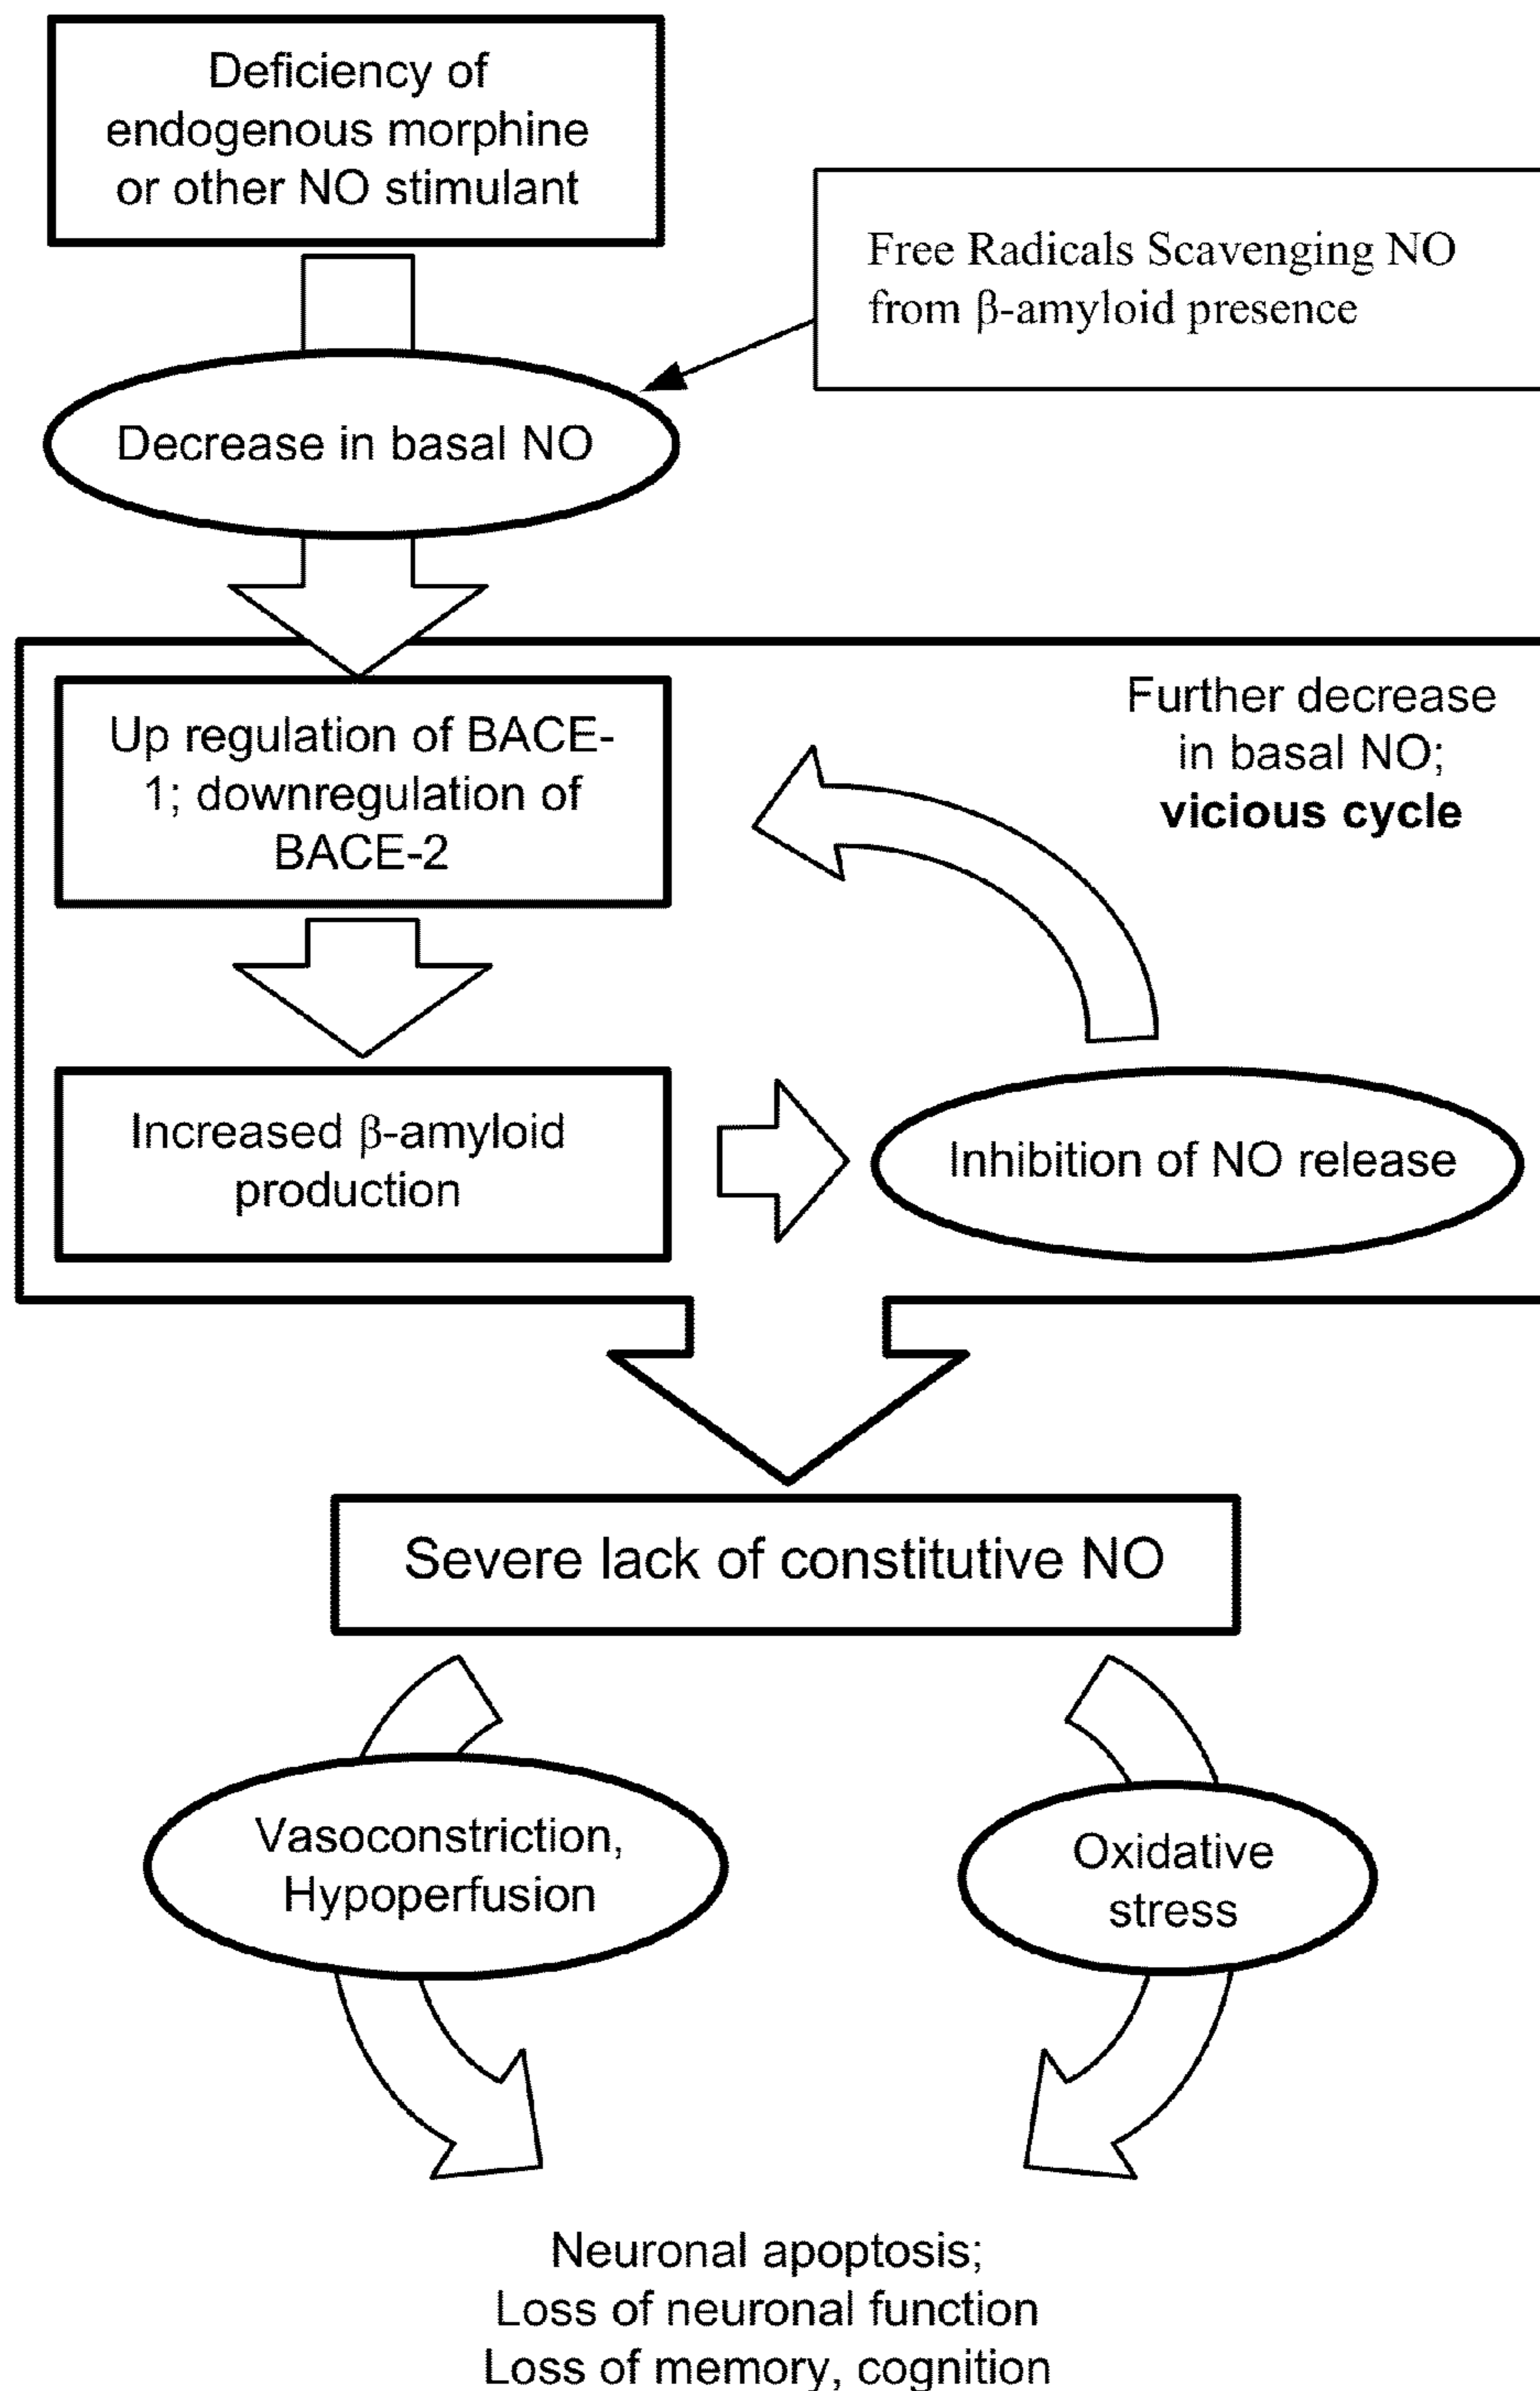 Deficiency of
endogenous morphine
or other NO stimulant
Free Radicals Scavenging NO
from β-amyloid presence
Decrease in basal NO
Up regulation of BACE-
1; downregulation of
BACE-2
Further decrease
in basal NO;
vicious cycle
Increased β-amyloid
production
Inhibition of NO release
Severe lack of constitutive NO
Vasoconstriction,
Hypoperfusion
Oxidative
stress
Neuronal apoptosis;
Loss of neuronal function
Loss of memory, cognition